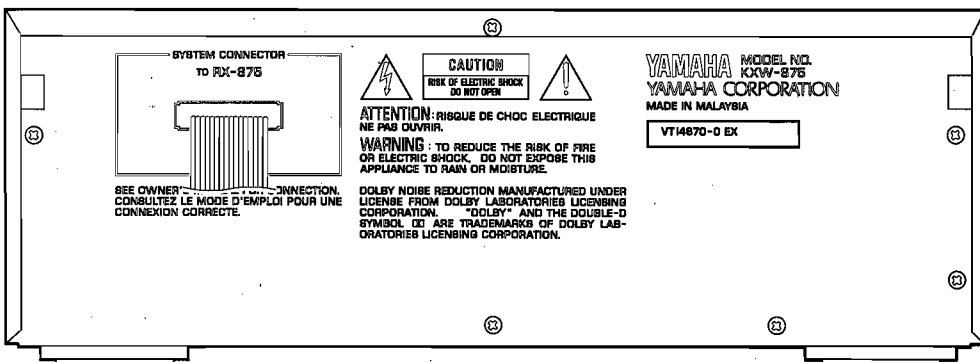 SYSTEM CONNECTOR
TO RX-875
SEE OWNER'S FOR CONNECTION.
CONSULTEZ LE MODE D'EMPLOI POUR UNE
CONNEXION CORRECTE.
CAUTION
RISK OF ELECTRIC SHOCK
DO NOT OPEN
ATTENTION: RISQUE DE CHOC ELECTRIQUE
NE PAS OUVRIR.
WARNING : TO REDUCE THE RISK OF FIRE
OR ELECTRIC SHOCK, DO NOT EXPOSE THIS
APPLIANCE TO RAIN OR MOISTURE.
DOLBY NOISE REDUCTION MANUFACTURED UNDER
LICENSE FROM DOLBY LABORATORIES LICENSING
CORPORATION. "DOLBY" AND THE DOUBLE-D
SYMBOL ARE TRADEMARKS OF DOLBY LAB-
ORATORIES LICENSING CORPORATION.
YAMAHA MODEL NO.
KXW-875
YAMAHA CORPORATION
MADE IN MALAYSIA
VT14670-0 EX